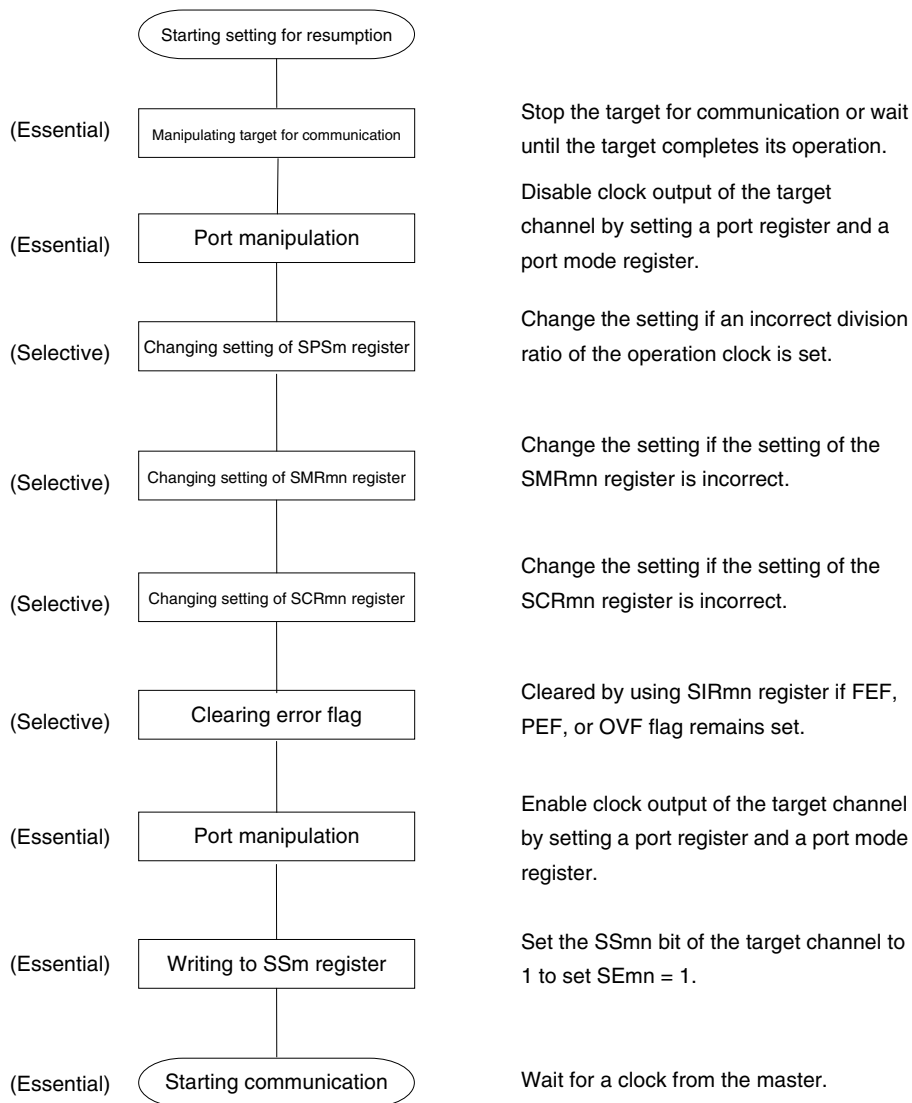 Starting setting for resumption
(Essential)
Manipulating target for communication
Stop the target for communication or wait
until the target completes its operation.
(Essential)
Port manipulation
Disable clock output of the target
channel by setting a port register and a
port mode register.
(Selective)
Changing setting of SPSm register
Change the setting if an incorrect division
ratio of the operation clock is set.
(Selective)
Changing setting of SMRmn register
Change the setting if the setting of the
SMRmn register is incorrect.
(Selective)
Changing setting of SCRmn register
Change the setting if the setting of the
SCRmn register is incorrect.
(Selective)
Clearing error flag
Cleared by using SIRmn register if FEF,
PEF, or OVF flag remains set.
(Essential)
Port manipulation
Enable clock output of the target channel
by setting a port register and a port mode
register.
(Essential)
Writing to SSm register
Set the SSmn bit of the target channel to
1 to set SEmn = 1.
(Essential)
Starting communication
Wait for a clock from the master.